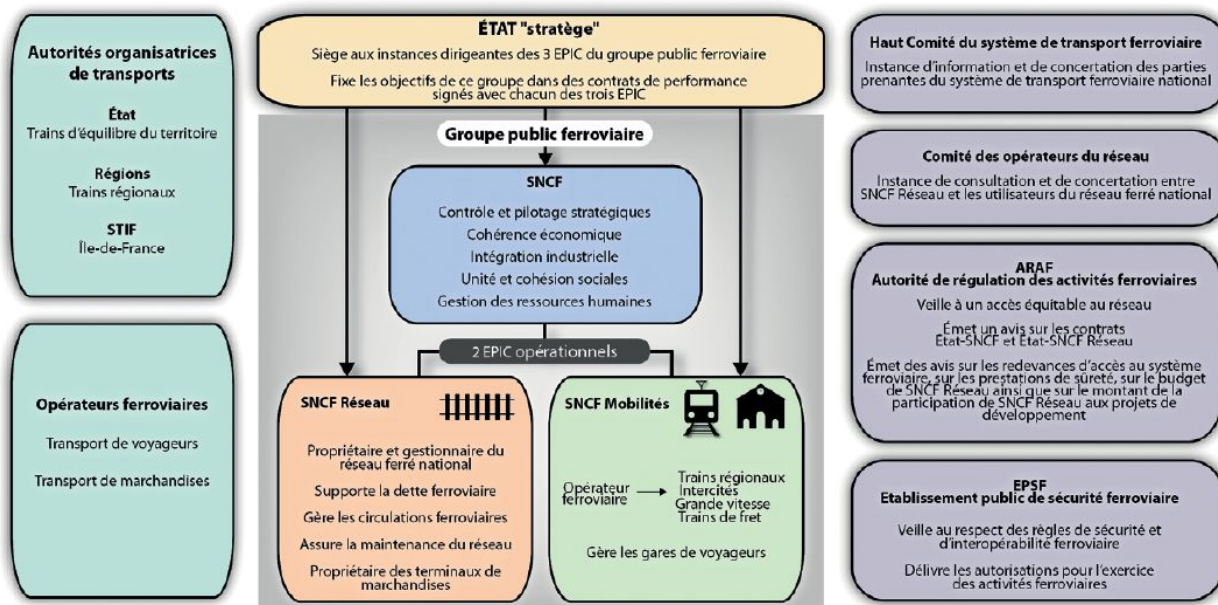 Autorités organisatrices
de transports
État
Trains d'équilibre du territoire
Régions
Trains régionaux
STIF
Île-de-France
Opérateurs ferroviaires
Transport de voyageurs
Transport de marchandises
ÉTAT "stratège"
Siège aux instances dirigeantes des 3 EPIC du groupe public ferroviaire
Fixe les objectifs de ce groupe dans des contrats de performance
signés avec chacun des trois EPIC
Groupe public ferroviaire
SNCF
Contrôle et pilotage stratégiques
Cohérence économique
Intégration industrielle
Unité et cohésion sociales
Gestion des ressources humaines
2 EPIC opérationnels
SNCF Réseau
Propriétaire et gestionnaire du
réseau ferré national
Supporte la dette ferroviaire
Gère les circulations ferroviaires
Assure la maintenance du réseau
Propriétaire des terminaux de
marchandises
SNCF Mobilités
Opérateur
ferroviaire
Trains régionaux
Intercités
Grande vitesse
Trains de fret
Gère les gares de voyageurs
Haut Comité du système de transport ferroviaire
Instance d'information et de concertation des parties
prenantes du système de transport ferroviaire national
Comité des opérateurs du réseau
Instance de consultation et de concertation entre
SNCF Réseau et les utilisateurs du réseau ferré national
ARAF
Autorité de régulation des activités ferroviaires
Veille à un accès équitable au réseau
Émet un avis sur les contrats
État-SNCF et État-SNCF Réseau
Émet des avis sur les redevances d'accès au système
ferroviaire, sur les prestations de sûreté, sur le budget
de SNCF Réseau ainsi que sur le montant de la
participation de SNCF Réseau aux projets de
développement
EPSF
Etablissement public de sécurité ferroviaire
Veille au respect des règles de sécurité et
d'interopérabilité ferroviaire
Délivre les autorisations pour l'exercice
des activités ferroviaires